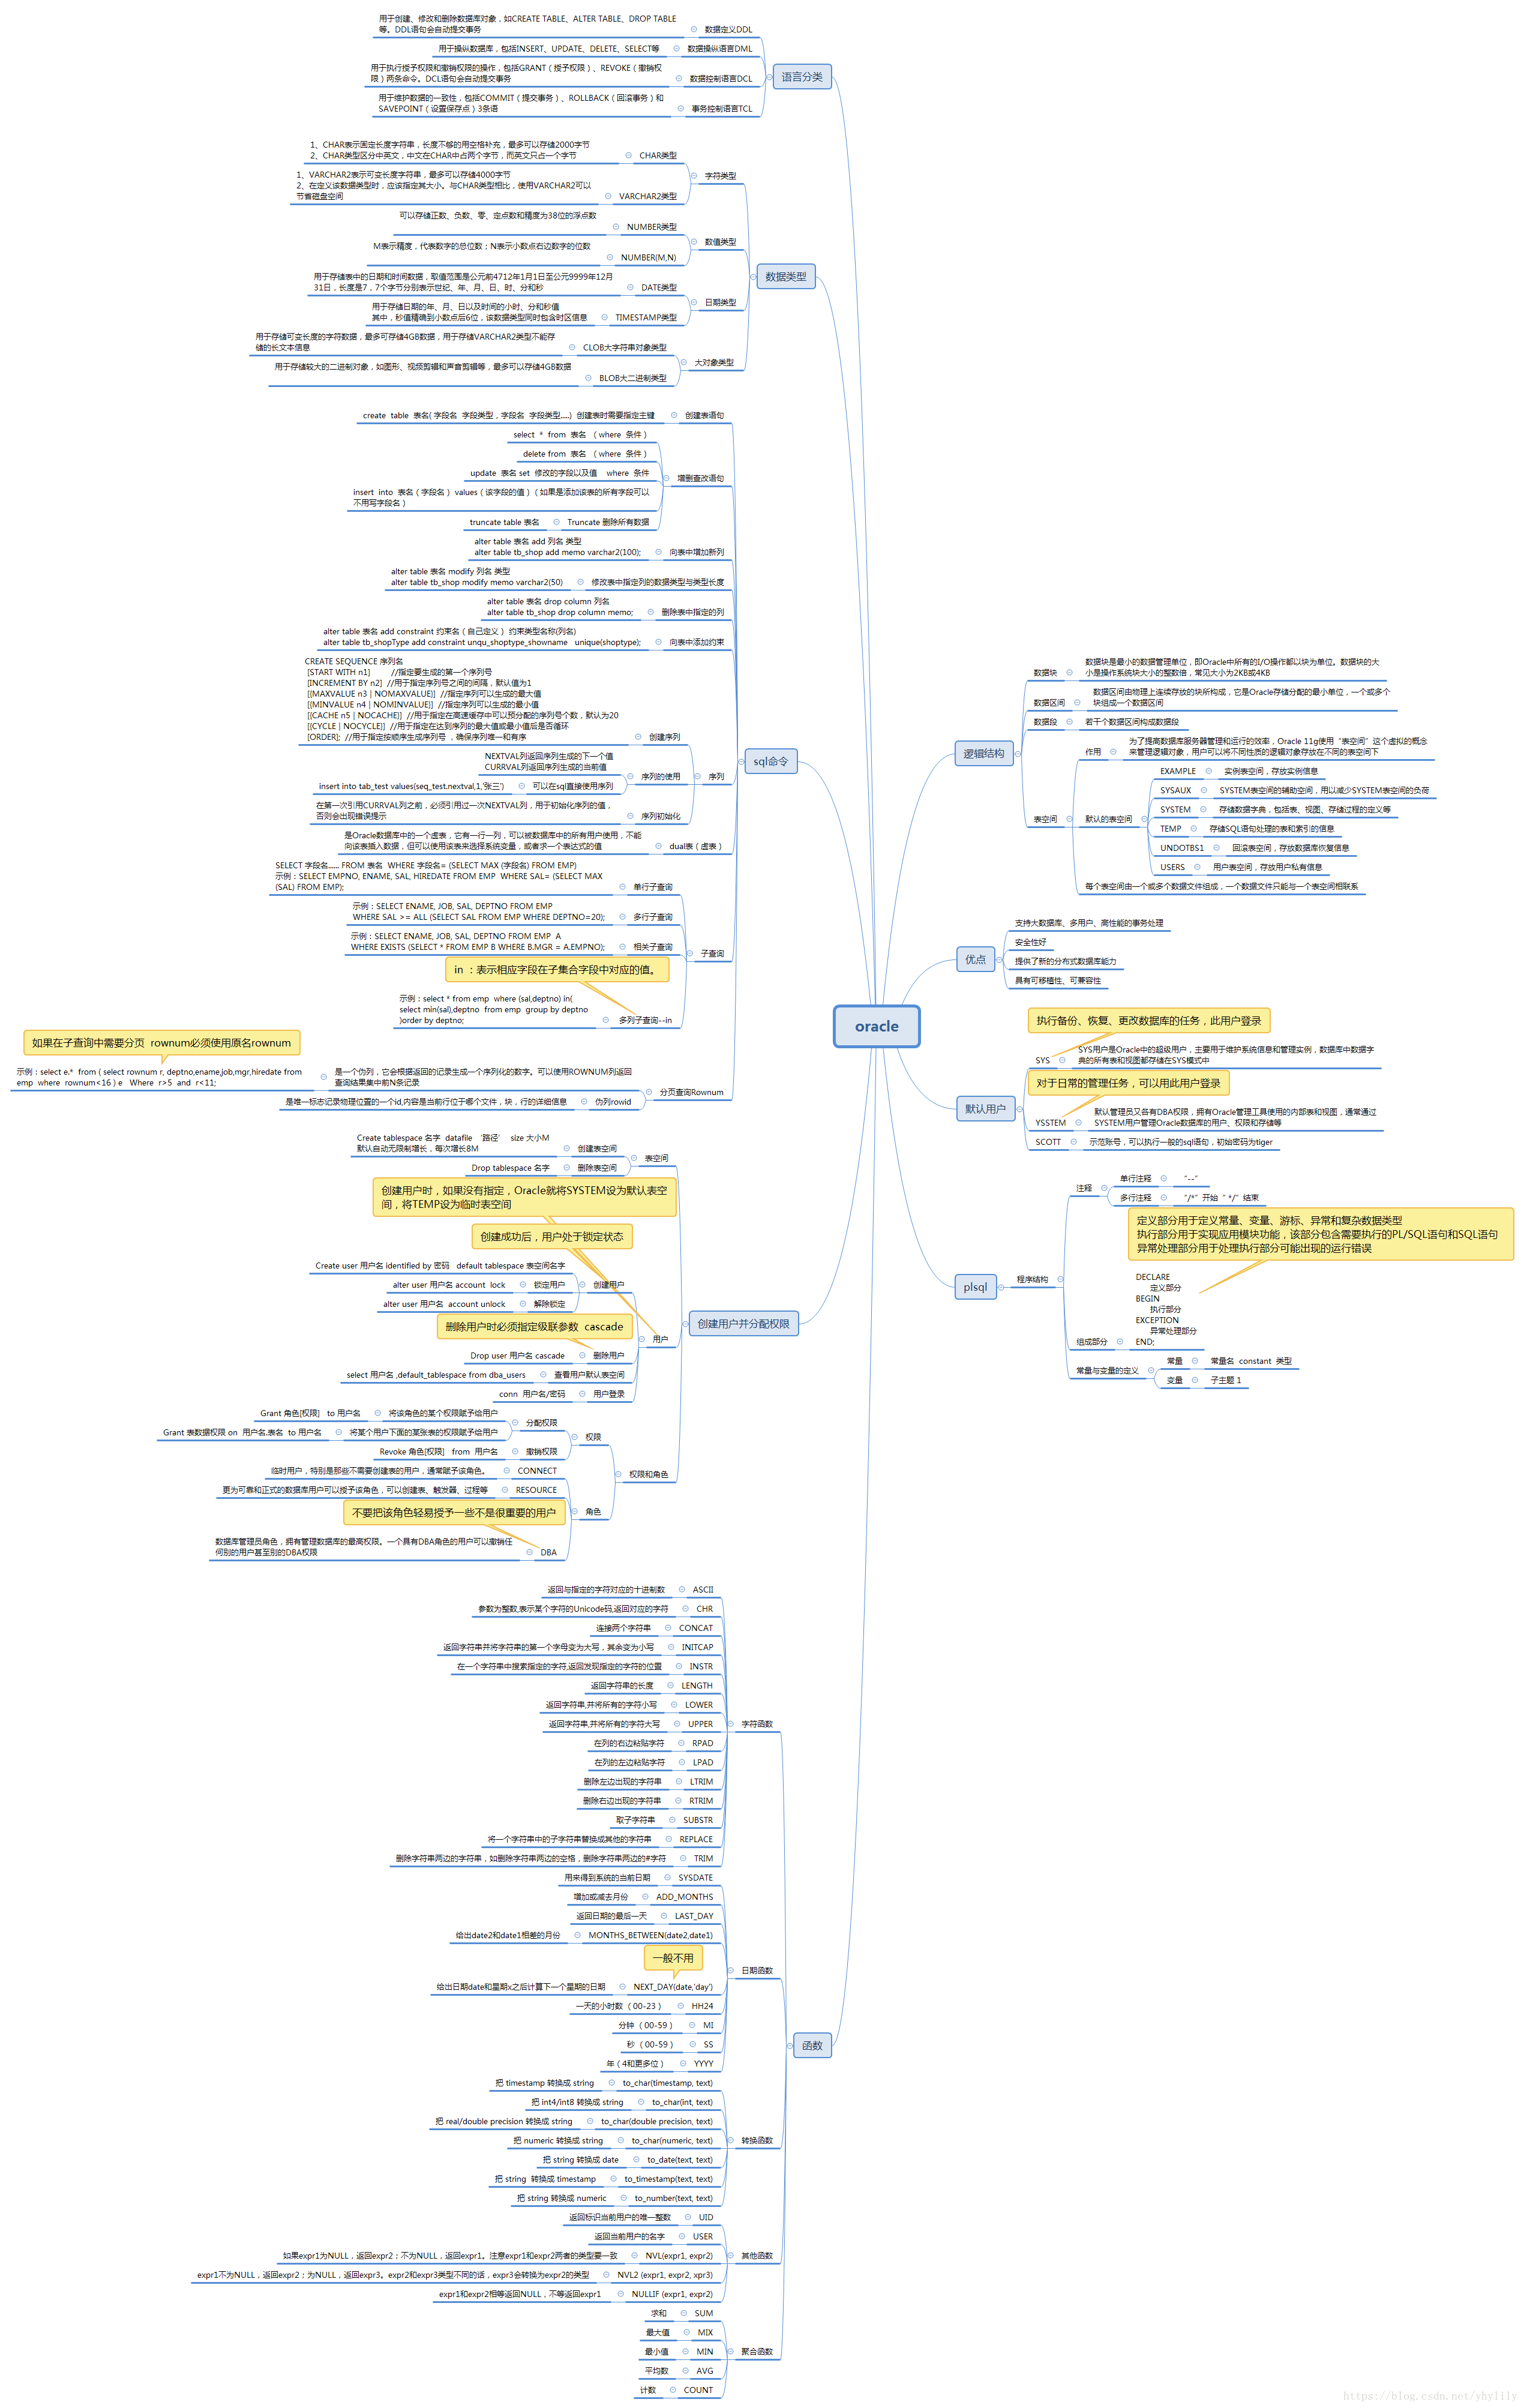 oracle
语言分类
数据定义DDL
用于创建、修改和删除数据库对象，如CREATE TABLE、ALTER TABLE、DROP TABLE
等。DDL语句会自动提交事务
数据操纵语言DML
用于操纵数据库，包括INSERT、UPDATE、DELETE、SELECT等
数据控制语言DCL
用于执行授予权限和撤销权限的操作，包括GRANT（授予权限）、REVOKE（撤销权
限）两条命令。DCL语句会自动提交事务
事务控制语言TCL
用于维护数据的一致性，包括COMMIT（提交事务）、ROLLBACK（回滚事务）和
SAVEPOINT（设置保存点）3条语
数据类型
字符类型
CHAR类型
1、CHAR表示固定长度字符串，长度不够的用空格补充，最多可以存储2000字节
2、CHAR类型区分中英文，中文在CHAR中占两个字节，而英文只占一个字节
VARCHAR2类型
1、VARCHAR2表示可变长度字符串，最多可以存储4000字节
2、在定义该数据类型时，应该指定其大小。与CHAR类型相比，使用VARCHAR2可以
节省磁盘空间
数值类型
NUMBER类型
可以存储正数、负数、零、定点数和精度为38位的浮点数
NUMBER(M,N)
M表示精度，代表数字的总位数；N表示小数点右边数字的位数
日期类型
DATE类型
用于存储表中的日期和时间数据，取值范围是公元前4712年1月1日至公元9999年12月
31日，长度是7，7个字节分别表示世纪、年、月、日、时、分和秒
TIMESTAMP类型
用于存储日期的年、月、日以及时间的小时、分和秒值
其中，秒值精确到小数点后6位，该数据类型同时包含时区信息
大对象类型
CLOB大字符串对象类型
用于存储可变长度的字符数据，最多可存储4GB数据，用于存储VARCHAR2类型不能存
储的长文本信息
BLOB大二进制类型
用于存储较大的二进制对象，如图形、视频剪辑和声音剪辑等，最多可以存储4GB数据
sql命令
创建表语句
create table 表名( 字段名 字段类型，字段名 字段类型.....) 创建表时需要指定主键
增删查改语句
select * from 表名 （where 条件）
delete from 表名 （where 条件）
update 表名 set 修改的字段以及值 where 条件
insert into 表名（字段名） values（该字段的值）（如果是添加该表的所有字段可以
不用写字段名）
Truncate 删除所有数据
truncate table 表名
向表中增加新列
alter table 表名 add 列名 类型
alter table tb_shop add memo varchar2(100);
修改表中指定列的数据类型与类型长度
alter table 表名 modify 列名 类型
alter table tb_shop modify memo varchar2(50)
删除表中指定的列
alter table 表名 drop column 列名
alter table tb_shop drop column memo;
向表中添加约束
alter table 表名 add constraint 约束名（自己定义） 约束类型名称(列名)
alter table tb_shopType add constraint unqu_shoptype_showname unique(shoptype);
序列
创建序列
CREATE SEQUENCE 序列名
[START WITH n1] //指定要生成的第一个序列号
[INCREMENT BY n2] //用于指定序列号之间的间隔，默认值为1
[{MAXVALUE n3 | NOMAXVALUE}] //指定序列可以生成的最大值
[{MINVALUE n4 | NOMINVALUE}] //指定序列可以生成的最小值
[{CACHE n5 | NOCACHE}] //用于指定在高速缓存中可以预分配的序列号个数，默认为20
[{CYCLE | NOCYCLE}] //用于指定在达到序列的最大值或最小值后是否循环
[ORDER]; //用于指定按顺序生成序列号 ，确保序列唯一和有序
序列的使用
NEXTVAL列返回序列生成的下一个值
CURRVAL列返回序列生成的当前值
可以在sql直接使用序列
insert into tab_test values(seq_test.nextval,1,'张三')
序列初始化
在第一次引用CURRVAL列之前，必须引用过一次NEXTVAL列，用于初始化序列的值，
否则会出现错误提示
dual表（虚表）
是Oracle数据库中的一个虚表，它有一行一列，可以被数据库中的所有用户使用，不能
向该表插入数据，但可以使用该表来选择系统变量，或者求一个表达式的值
子查询
单行子查询
SELECT 字段名...... FROM 表名 WHERE 字段名= (SELECT MAX (字段名) FROM EMP)
示例：SELECT EMPNO, ENAME, SAL, HIREDATE FROM EMP WHERE SAL= (SELECT MAX
(SAL) FROM EMP);
多行子查询
示例：SELECT ENAME, JOB, SAL, DEPTNO FROM EMP
WHERE SAL >= ALL (SELECT SAL FROM EMP WHERE DEPTNO=20);
相关子查询
示例：SELECT ENAME, JOB, SAL, DEPTNO FROM EMP A
WHERE EXISTS (SELECT * FROM EMP B WHERE B.MGR = A.EMPNO);
in ：表示相应字段在子集合字段中对应的值。
多列子查询--in
示例：select * from emp where (sal,deptno) in(
select min(sal),deptno from emp group by deptno
)order by deptno;
分页查询Rownum
是一个伪列，它会根据返回的记录生成一个序列化的数字。可以使用ROWNUM列返回
查询结果集中前N条记录
如果在子查询中需要分页 rownum必须使用原名rownum
示例：select e.* from ( select rownum r, deptno,ename,job,mgr,hiredate from
emp where rownum<16 ) e Where r>5 and r<11;
伪列rowid
是唯一标志记录物理位置的一个id,内容是当前行位于哪个文件，块，行的详细信息
创建用户并分配权限
表空间
创建表空间
Create tablespace 名字 datafile ‘路径’ size 大小M
默认自动无限制增长，每次增长8M
删除表空间
Drop tablespace 名字
创建用户时，如果没有指定，Oracle就将SYSTEM设为默认表空
间，将TEMP设为临时表空间
创建成功后，用户处于锁定状态
用户
创建用户
Create user 用户名 identified by 密码 default tablespace 表空间名字
锁定用户
alter user 用户名 account lock
解除锁定
alter user 用户名 account unlock
删除用户时必须指定级联参数 cascade
删除用户
Drop user 用户名 cascade
查看用户默认表空间
select 用户名 ,default_tablespace from dba_users
用户登录
conn 用户名/密码
权限和角色
权限
分配权限
将该角色的某个权限赋予给用户
Grant 角色[权限] to 用户名
将某个用户下面的某张表的权限赋予给用户
Grant 表数据权限 on 用户名.表名 to 用户名
撤销权限
Revoke 角色[权限] from 用户名
角色
CONNECT
临时用户，特别是那些不需要创建表的用户，通常赋予该角色。
RESOURCE
更为可靠和正式的数据库用户可以授予该角色，可以创建表、触发器、过程等
不要把该角色轻易授予一些不是很重要的用户
DBA
数据库管理员角色，拥有管理数据库的最高权限。一个具有DBA角色的用户可以撤销任
何别的用户甚至别的DBA权限
函数
字符函数
ASCII
返回与指定的字符对应的十进制数
CHR
参数为整数,表示某个字符的Unicode码,返回对应的字符
CONCAT
连接两个字符串
INITCAP
返回字符串并将字符串的第一个字母变为大写，其余变为小写
INSTR
在一个字符串中搜索指定的字符,返回发现指定的字符的位置
LENGTH
返回字符串的长度
LOWER
返回字符串,并将所有的字符小写
UPPER
返回字符串,并将所有的字符大写
RPAD
在列的右边粘贴字符
LPAD
在列的左边粘贴字符
LTRIM
删除左边出现的字符串
RTRIM
删除右边出现的字符串
SUBSTR
取子字符串
REPLACE
将一个字符串中的子字符串替换成其他的字符串
TRIM
删除字符串两边的字符串，如删除字符串两边的空格，删除字符串两边的#字符
日期函数
SYSDATE
用来得到系统的当前日期
ADD_MONTHS
增加或减去月份
LAST_DAY
返回日期的最后一天
MONTHS_BETWEEN(date2,date1)
给出date2和date1相差的月份
一般不用
NEXT_DAY(date,'day')
给出日期date和星期x之后计算下一个星期的日期
HH24
一天的小时数 （00-23）
MI
分钟 （00-59）
SS
秒 （00-59）
YYYY
年（4和更多位）
转换函数
to_char(timestamp, text)
把 timestamp 转换成 string
to_char(int, text)
把 int4/int8 转换成 string
to_char(double precision, text)
把 real/double precision 转换成 string
to_char(numeric, text)
把 numeric 转换成 string
to_date(text, text)
把 string 转换成 date
to_timestamp(text, text)
把 string 转换成 timestamp
to_number(text, text)
把 string 转换成 numeric
其他函数
UID
返回标识当前用户的唯一整数
USER
返回当前用户的名字
NVL(expr1, expr2)
如果expr1为NULL，返回expr2；不为NULL，返回expr1。注意expr1和expr2两者的类型要一致
NVL2 (expr1, expr2, xpr3)
expr1不为NULL，返回expr2；为NULL，返回expr3。expr2和expr3类型不同的话，expr3会转换为expr2的类型
NULLIF (expr1, expr2)
expr1和expr2相等返回NULL，不等返回expr1
聚合函数
SUM
求和
MIX
最大值
MIN
最小值
AVG
平均数
COUNT
计数
逻辑结构
数据块
数据块是最小的数据管理单位，即Oracle中所有的I/O操作都以块为单位。数据块的大
小是操作系统块大小的整数倍，常见大小为2KB或4KB
数据区间
数据区间由物理上连续存放的块所构成，它是Oracle存储分配的最小单位，一个或多个
块组成一个数据区间
数据段
若干个数据区间构成数据段
表空间
作用
为了提高数据库服务器管理和运行的效率，Oracle 11g使用“表空间”这个虚拟的概念
来管理逻辑对象，用户可以将不同性质的逻辑对象存放在不同的表空间下
默认的表空间
EXAMPLE
实例表空间，存放实例信息
SYSAUX
SYSTEM表空间的辅助空间，用以减少SYSTEM表空间的负荷
SYSTEM
存储数据字典，包括表、视图、存储过程的定义等
TEMP
存储SQL语句处理的表和索引的信息
UNDOTBS1
回滚表空间，存放数据库恢复信息
USERS
用户表空间，存放用户私有信息
每个表空间由一个或多个数据文件组成，一个数据文件只能与一个表空间相联系
优点
支持大数据库、多用户、高性能的事务处理
安全性好
提供了新的分布式数据库能力
具有可移植性、可兼容性
默认用户
执行备份、恢复、更改数据库的任务，此用户登录
SYS
SYS用户是Oracle中的超级用户，主要用于维护系统信息和管理实例，数据库中数据字
典的所有表和视图都存储在SYS模式中
对于日常的管理任务，可以用此用户登录
YSSTEM
默认管理员又各有DBA权限，拥有Oracle管理工具使用的内部表和视图，通常通过
SYSTEM用户管理Oracle数据库的用户、权限和存储等
SCOTT
示范账号，可以执行一般的sql语句，初始密码为tiger
plsql
程序结构
注释
单行注释
“--”
多行注释
“/*”开始“ */”结束
定义部分用于定义常量、变量、游标、异常和复杂数据类型
执行部分用于实现应用模块功能，该部分包含需要执行的PL/SQL语句和SQL语句
异常处理部分用于处理执行部分可能出现的运行错误
组成部分
DECLARE
定义部分
BEGIN
执行部分
EXCEPTION
异常处理部分
END;
常量与变量的定义
常量
常量名 constant 类型
变量
子主题 1
https://blog.csdn.net/yhylily